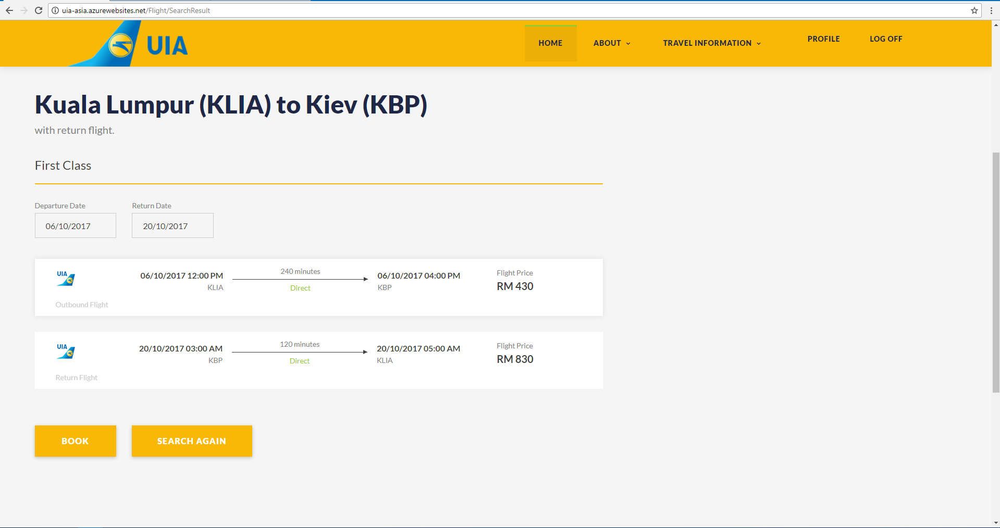 uia-asia.azurewebsites.net/Flight/SearchResult
UIA
HOME
ABOUT
TRAVEL INFORMATION
PROFILE
LOG OFF
Kuala Lumpur (KLIA) to Kiev (KBP)
with return flight.
First Class
Departure Date
Return Date
06/10/2017
20/10/2017
UIA
Outbound Flight
06/10/2017 12:00 PM
KLIA
240 minutes
Direct
06/10/2017 04:00 PM
KBP
Flight Price
RM 430
UIA
Return Flight
20/10/2017 03:00 AM
KBP
120 minutes
Direct
20/10/2017 05:00 AM
KLIA
Flight Price
RM 830
BOOK
SEARCH AGAIN